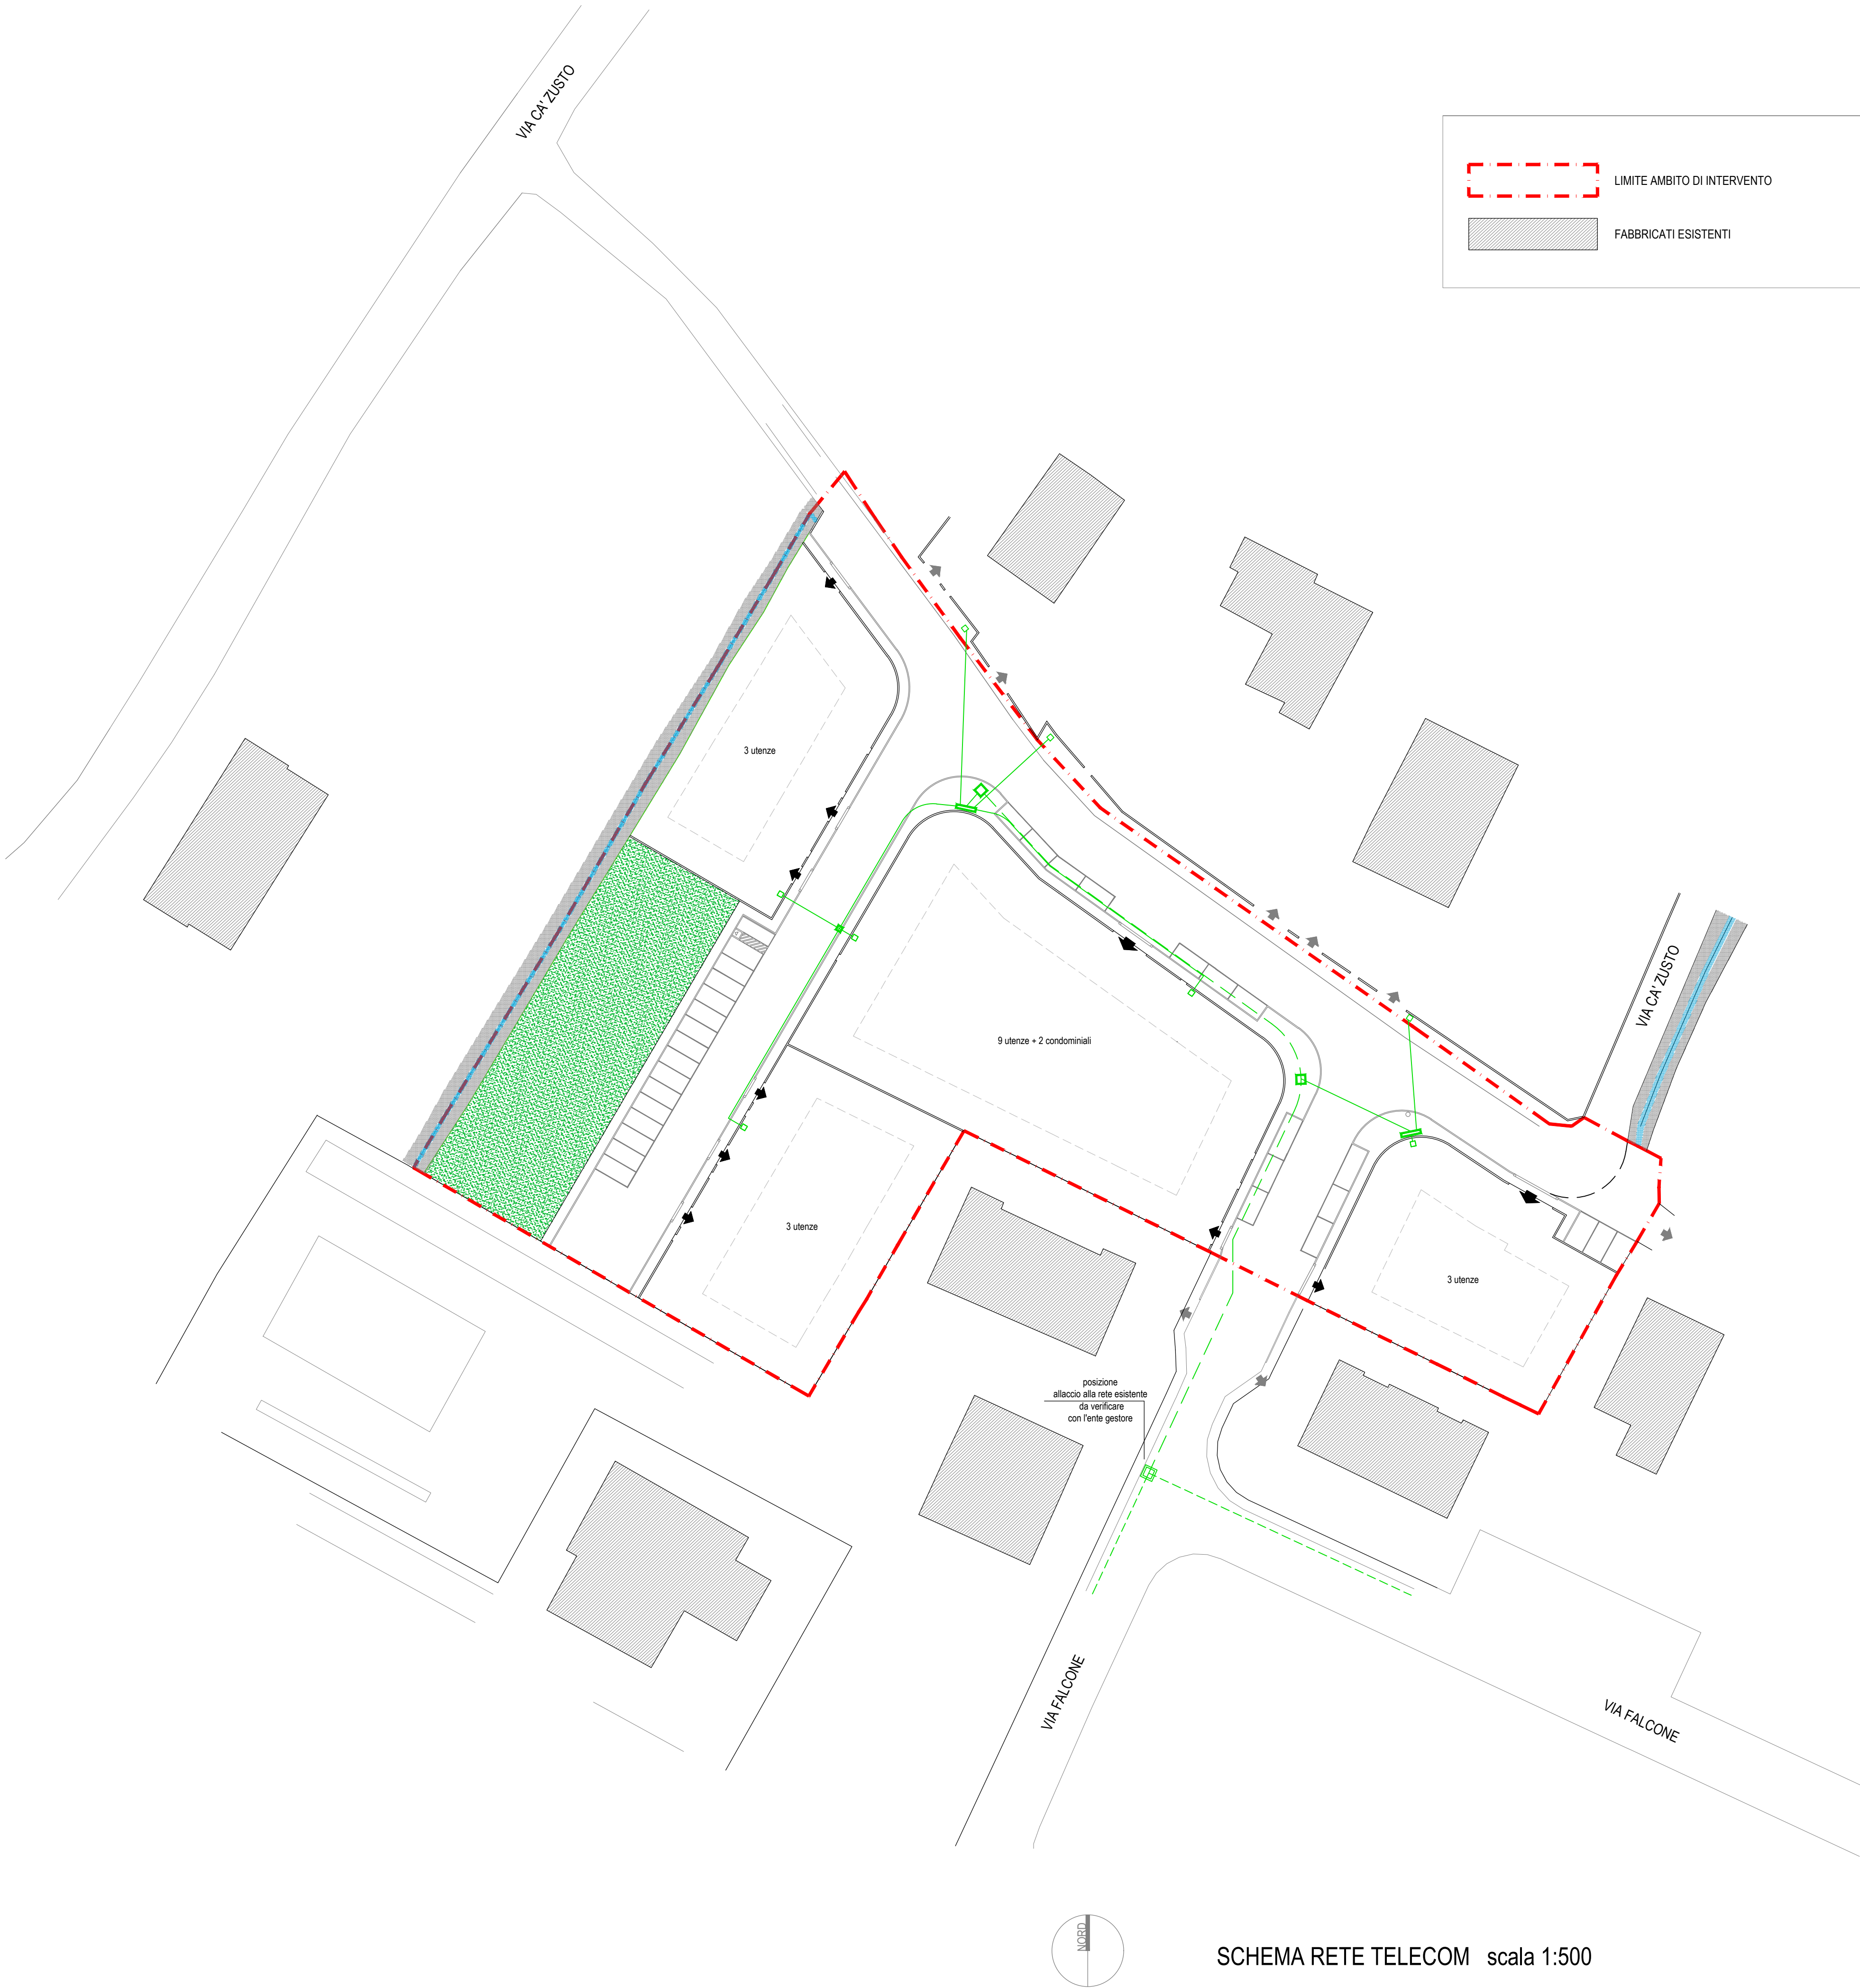 VIA CA' ZUSTO
LIMITE AMBITO DI INTERVENTO
FABBRICATI ESISTENTI
3 utenze
VIA CA' ZUSTO
9 utenze + 2 condominiali
3 utenze
3 utenze
posizione
allaccio alla rete esistente
da verificare
con l'ente gestore
VIA FALCONE
VIA FALCONE
NORD
SCHEMA RETE TELECOM scala 1:500